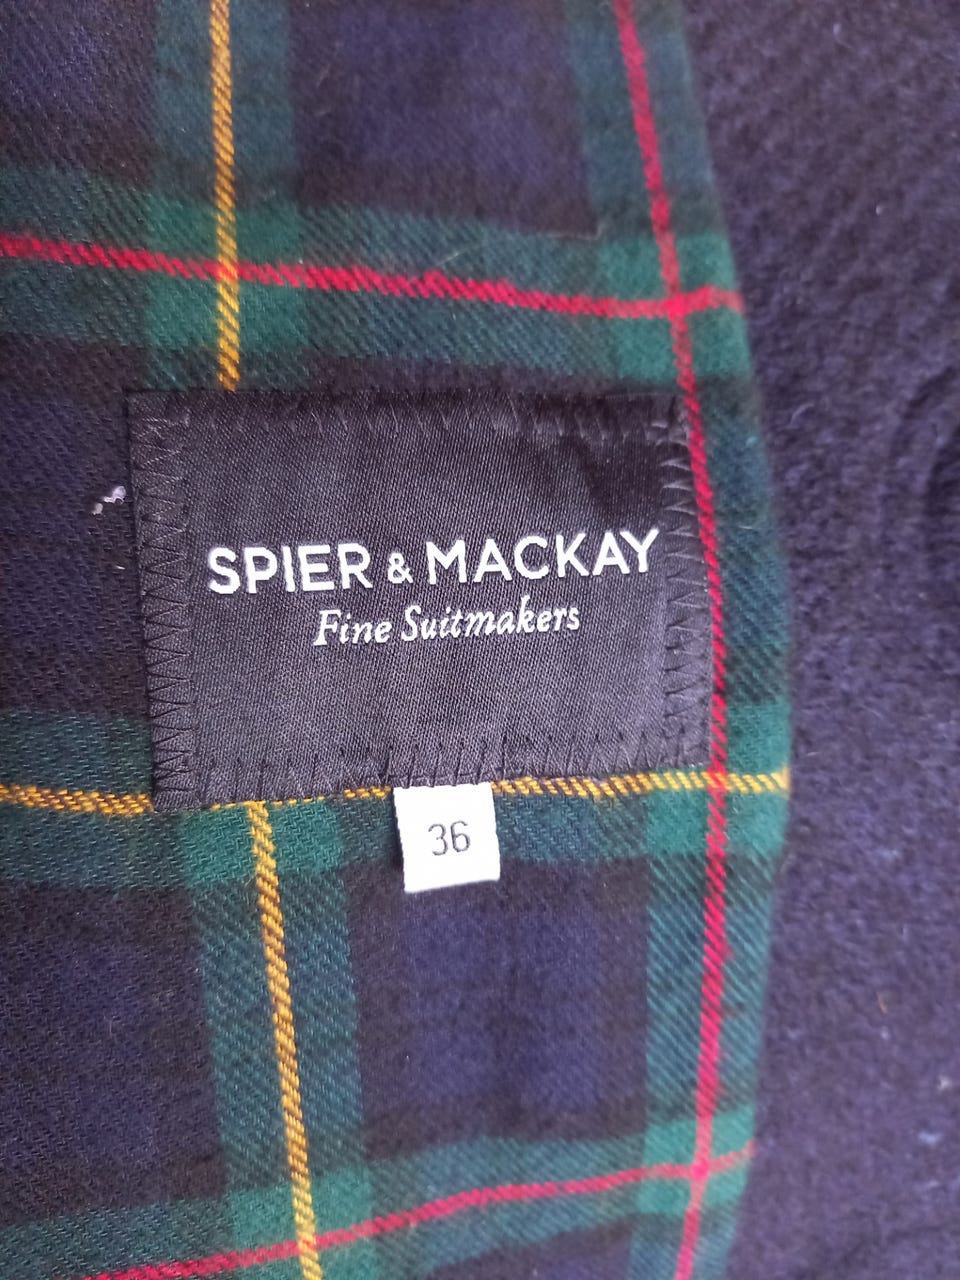 SPIER & MACKAY
Fine Suitmakers
36